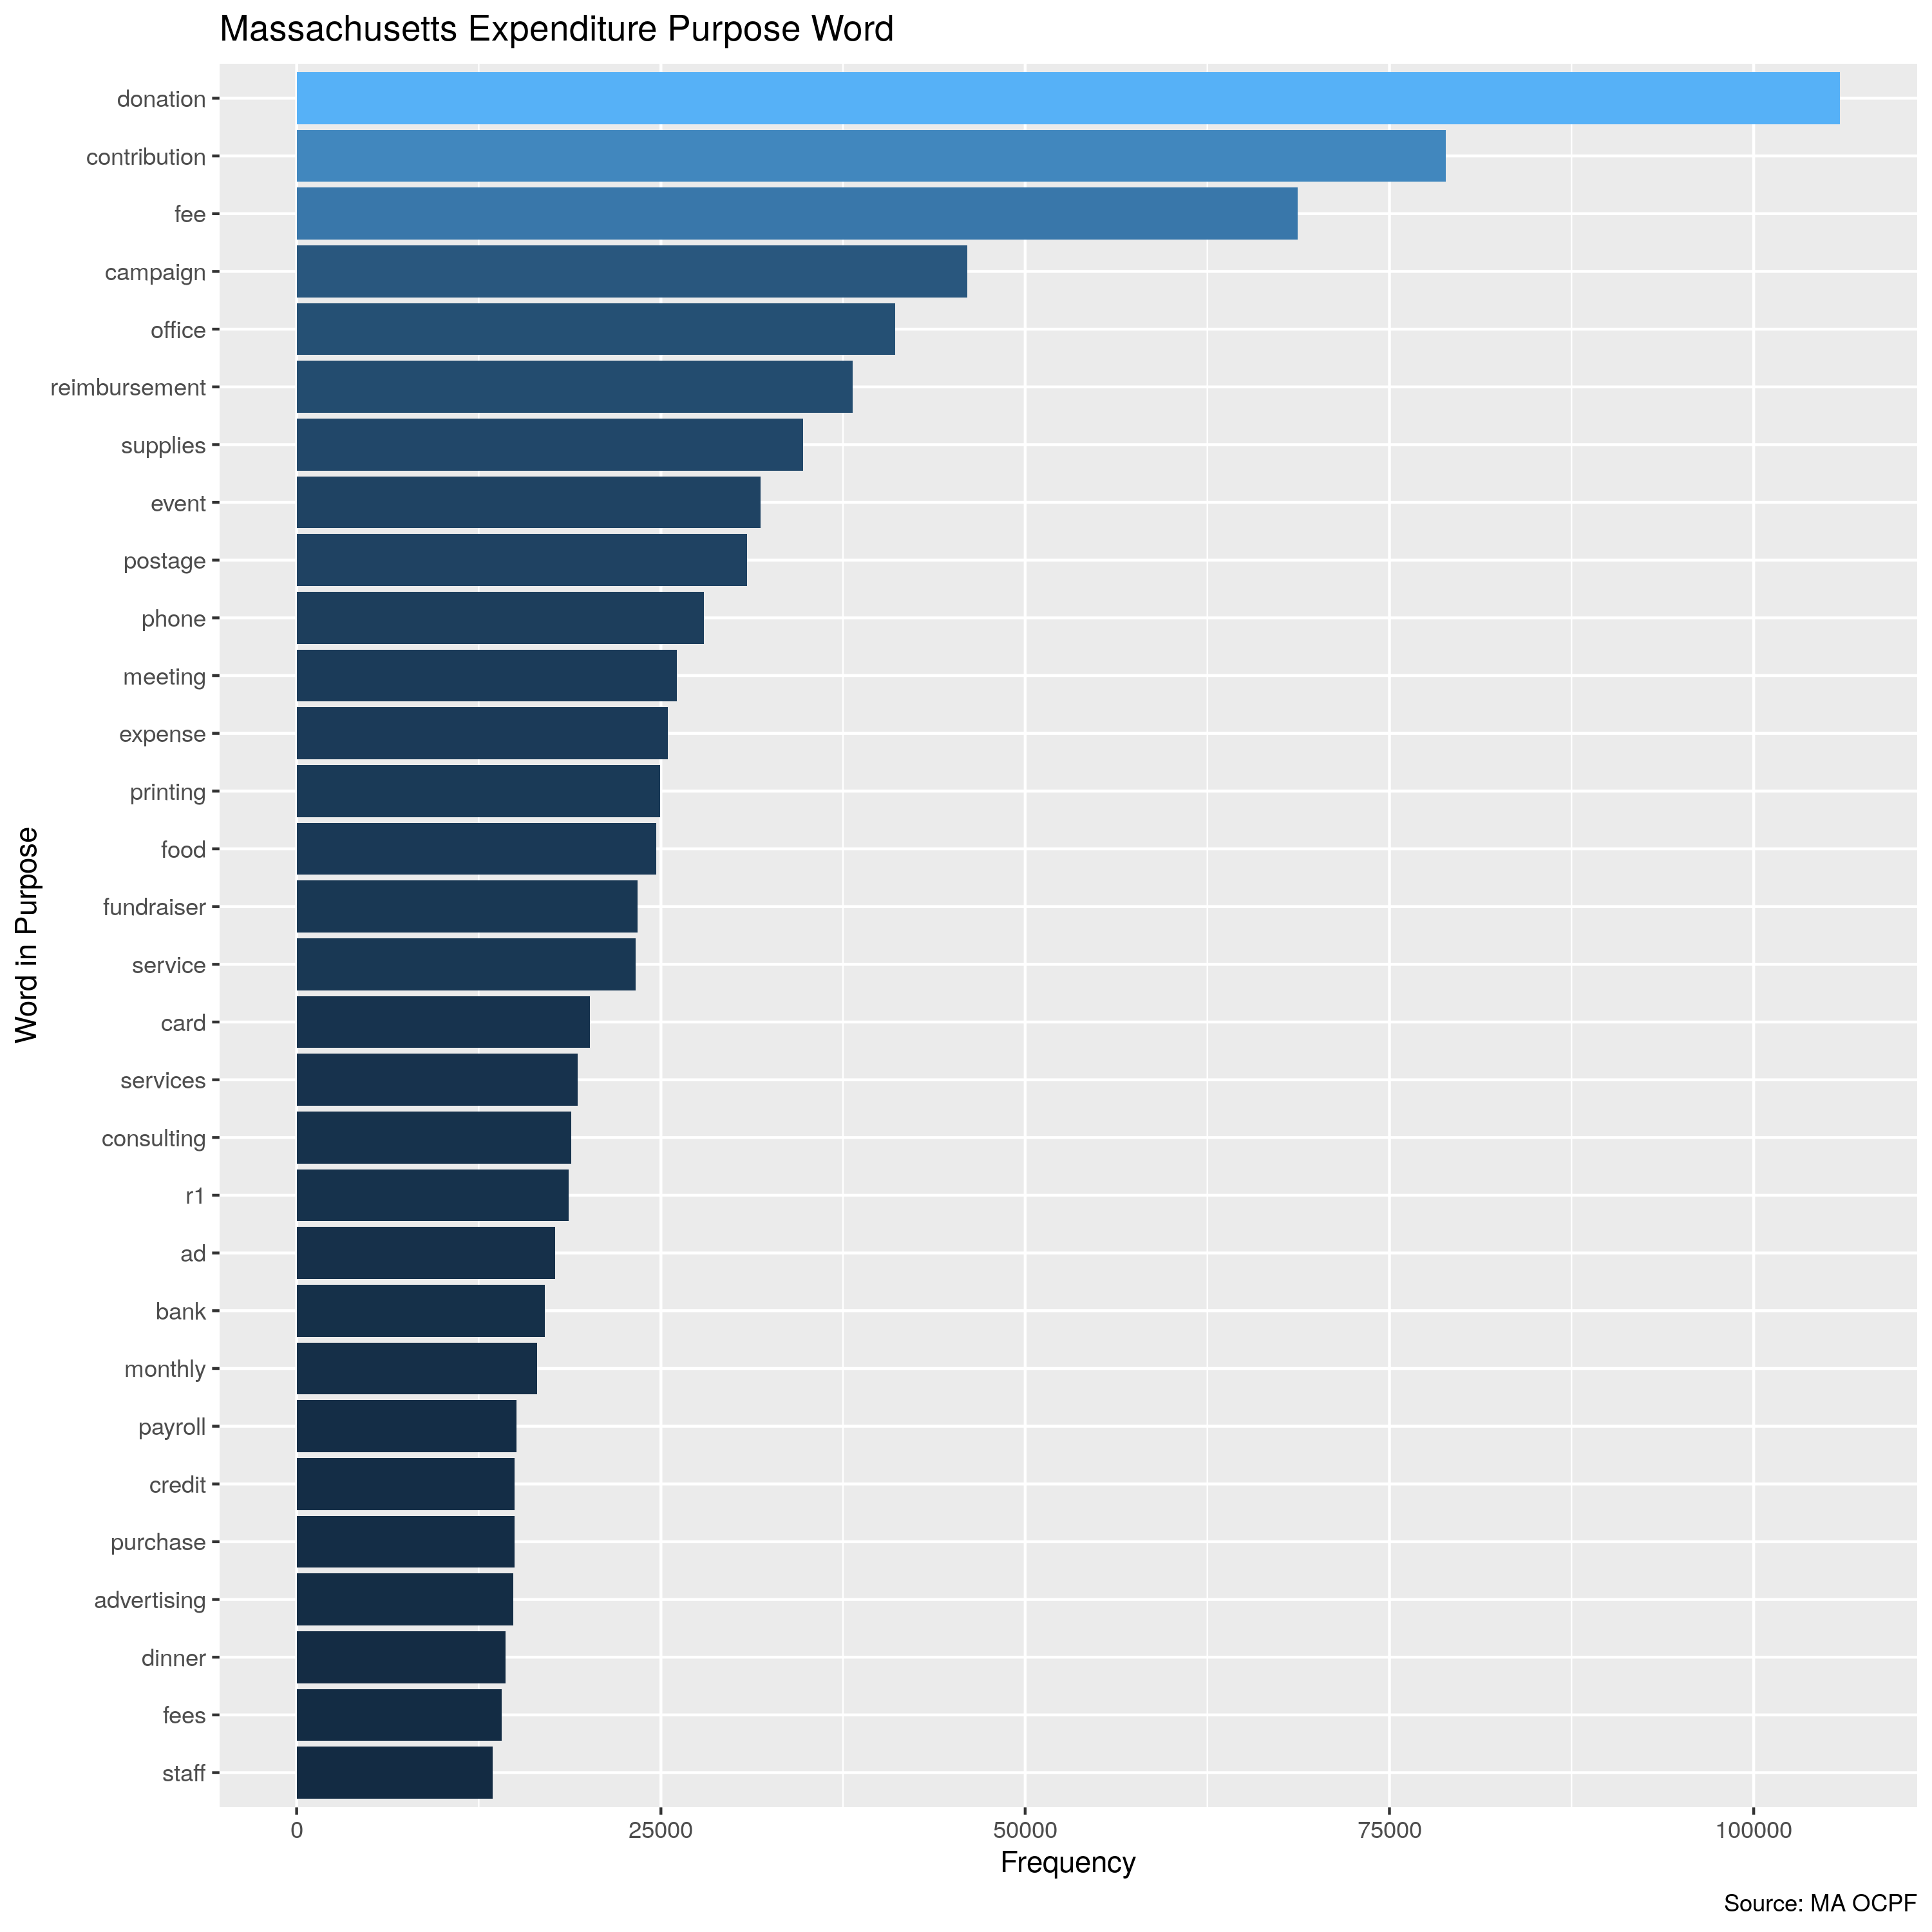 Massachusetts Expenditure Purpose Word
donation
contribution
fee
campaign
office
reimbursement
supplies
event
postage
phone
meeting
expense
printing
food
fundraiser
service
card
services
consulting
r1
ad
bank
monthly
payroll
credit
purchase
advertising
dinner
fees
staff
Word in Purpose
0 25000 50000 75000 100000
Frequency
Source: MA OCPF